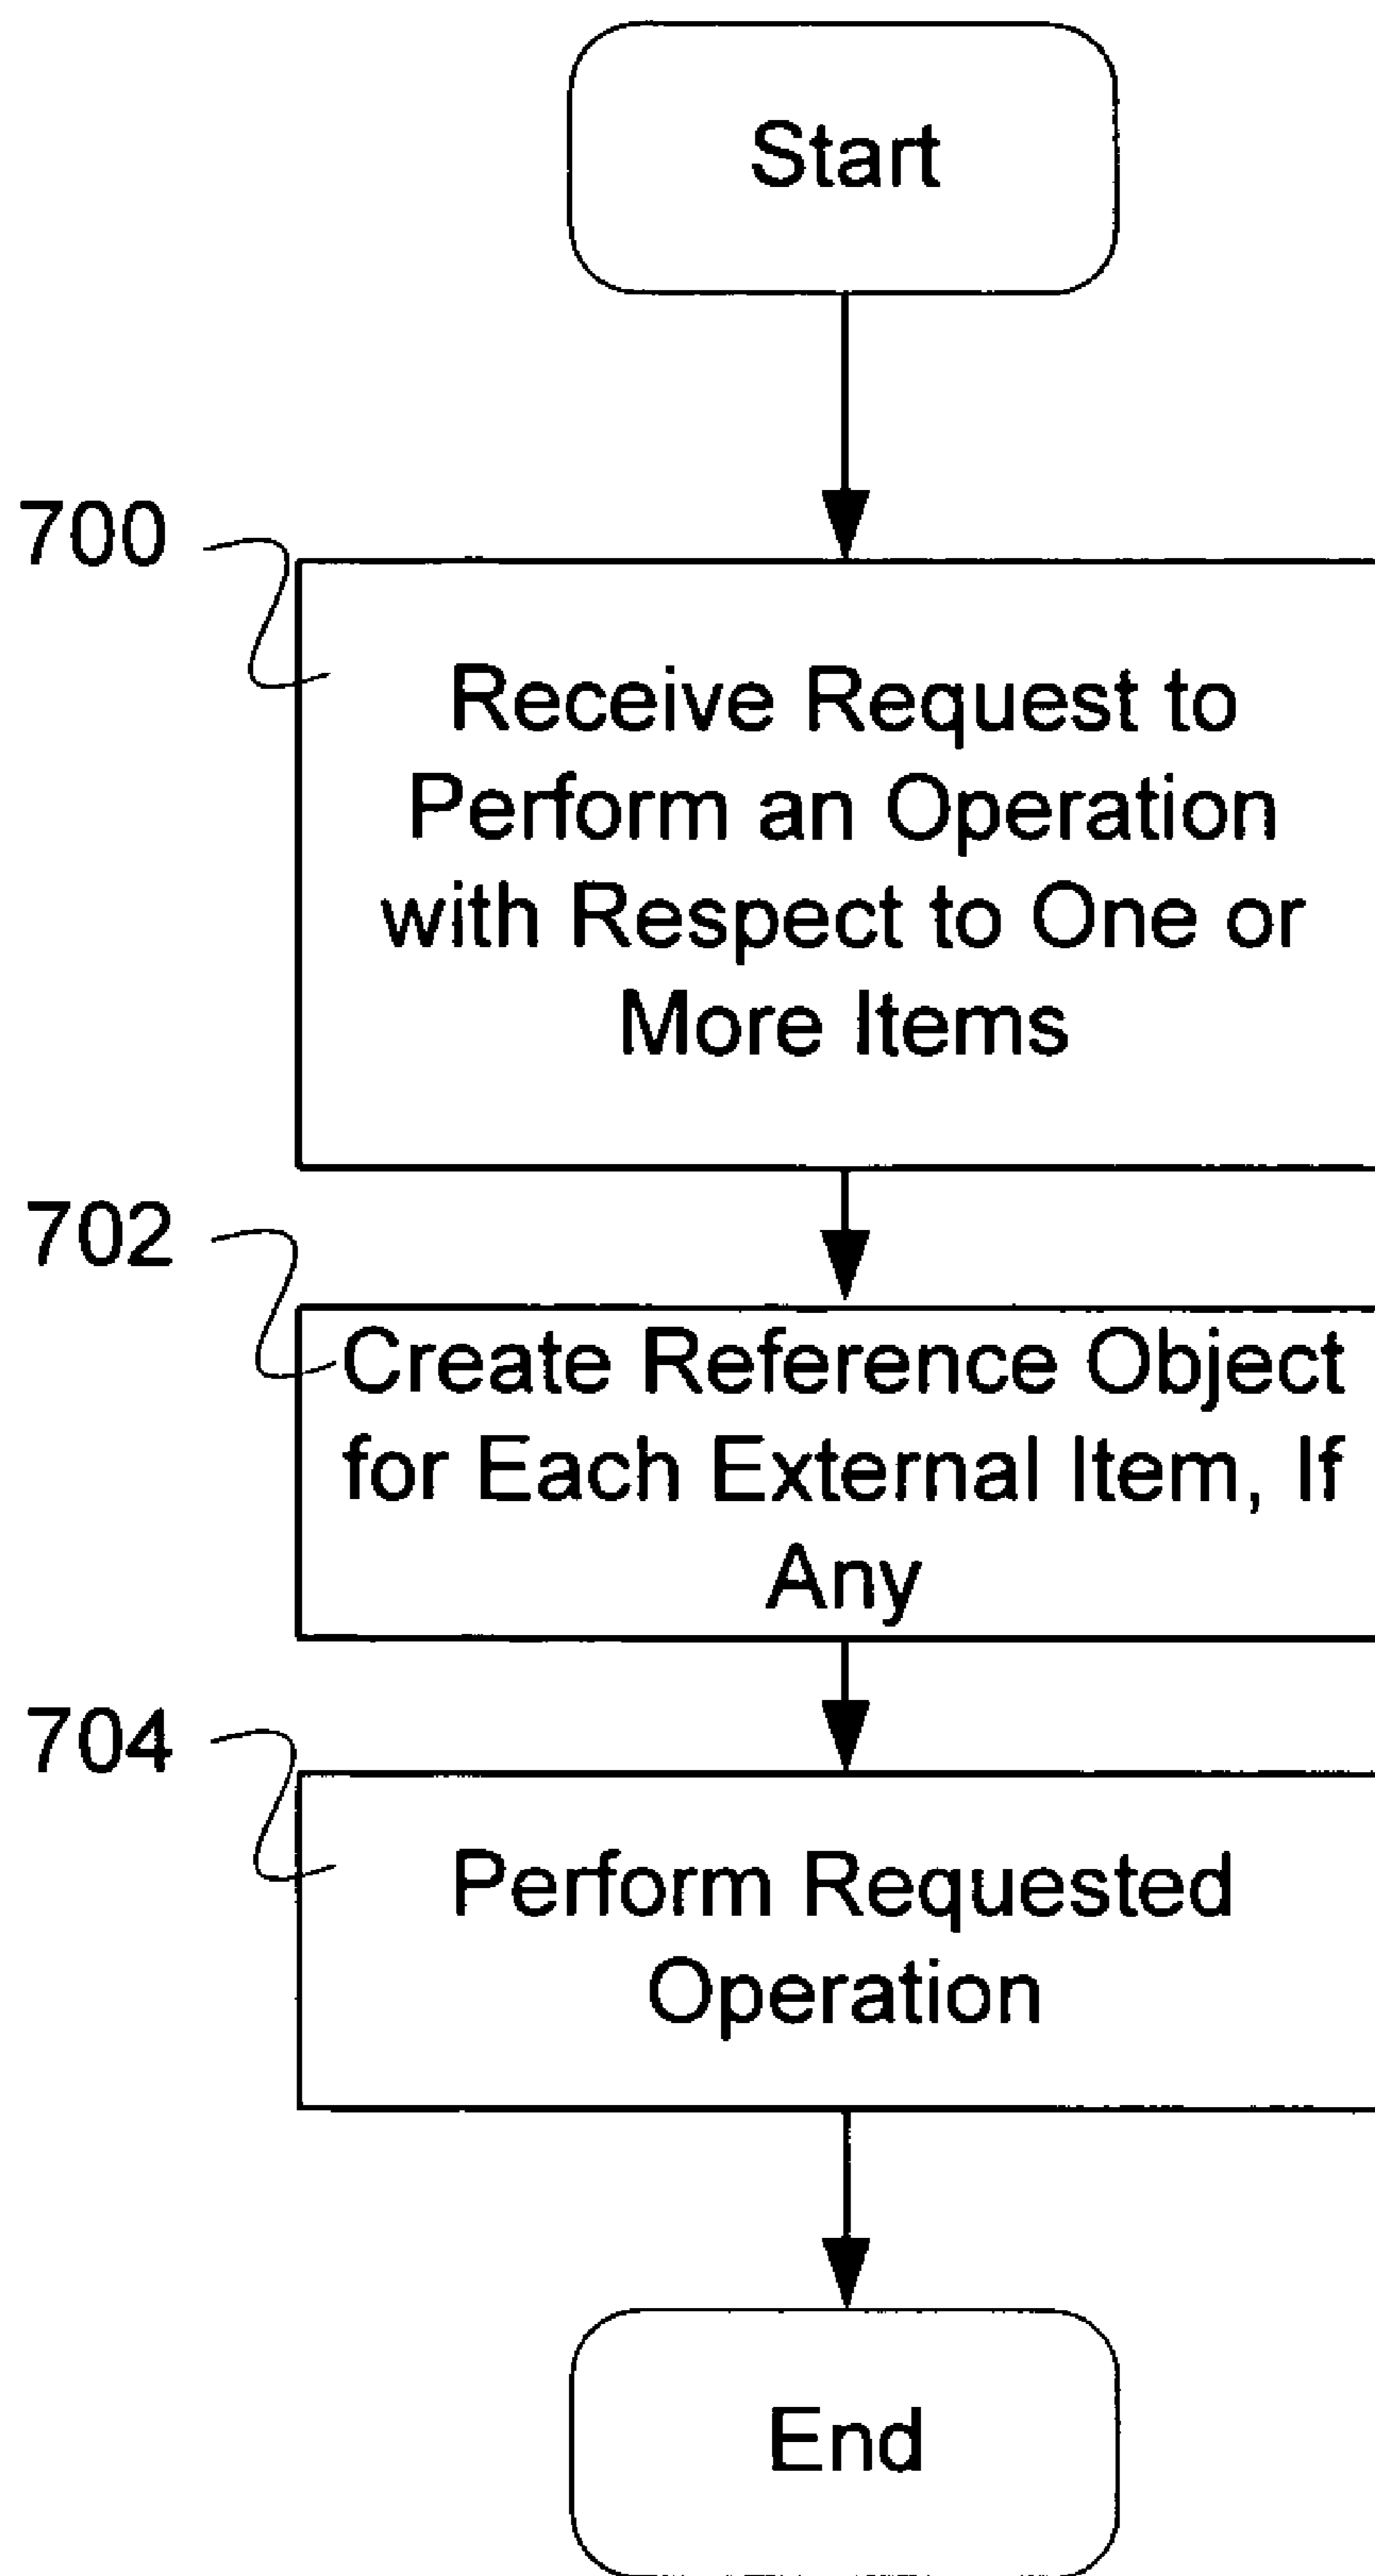 Start
700
Receive Request to
Perform an Operation
with Respect to One or
More Items
702
Create Reference Object
for Each External Item, If
Any
704
Perform Requested
Operation
End